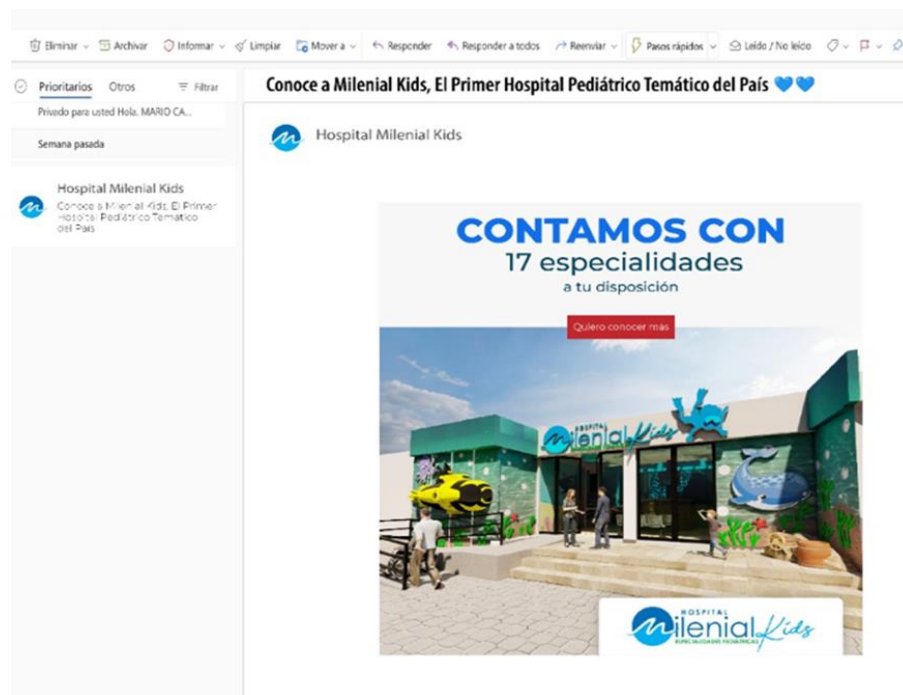 Eliminar
Archivar
Informar
Limpiar
Mover a
Responder
Responder a todos
Reenviar
Pasos rápidos
Leído / No leído
Prioritarios
Otros
Filtrar
Privado para usted Hola. MARIO CA...
Semana pasada
Hospital Milenial Kids
Conoce a Milenial Kids, El Primer
Hospital Pediátrico Temático
del País
Conoce a Milenial Kids, El Primer Hospital Pediátrico Temático del País 💙💙
Hospital Milenial Kids
CONTAMOS CON
17 especialidades
a tu disposición
Quiero conocer más
HOSPITAL
Milenial Kids
HOSPITAL
Milenial Kids
ESPECIALIDADES PEDIÁTRICAS